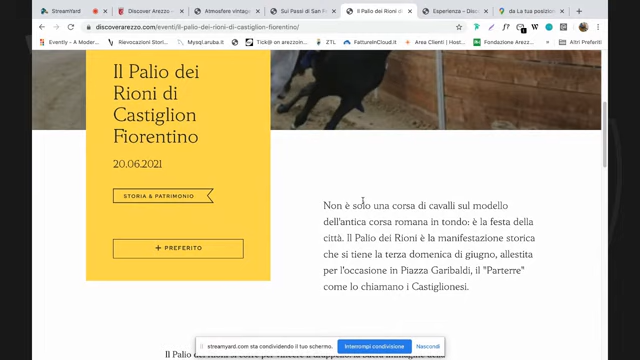 StreamYard
Discover Arezzo -
Atmosfere vintage
Sui Passi di San F
Il Palio dei Rioni di
Esperienza – Disc
da La tua posizion
discoverarezzo.com/eventi/il-palio-dei-rioni-di-castiglion-fiorentino/
Evently - A Moder...
Rievocazioni Stori...
Mysql.aruba.it
Tick@ on arezzoin...
FattureInCloud.it
Area Clienti | Host...
Fondazione Arezz...
Altri Preferiti
Il Palio dei
Rioni di
Castiglion
Fiorentino
20.06.2021
STORIA & PATRIMONIO
+ PREFERITO
Non è solo una corsa di cavalli sul modello
dell'antica corsa romana in tondo: è la festa della
città. Il Palio dei Rioni è la manifestazione storica
che si tiene la terza domenica di giugno, allestita
per l'occasione in Piazza Garibaldi, il "Parterre"
come lo chiamano i Castiglionesi.
streamyard.com sta condividendo il tuo schermo.
Interrompi condivisione
Nascondi